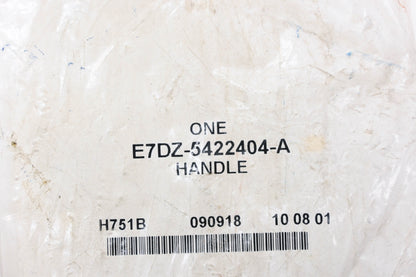 ONE
E7DZ-5422404-A
HANDLE
H751B 090918 10 08 01